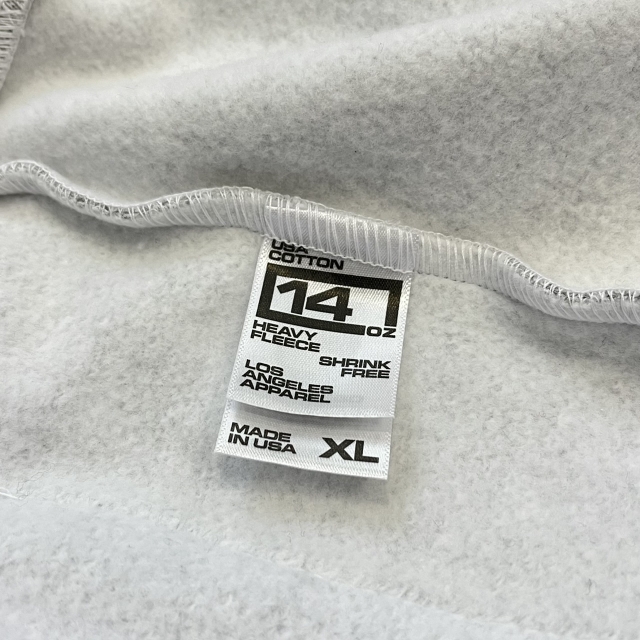 USA
COTTON
14 OZ
HEAVY
FLEECE
SHRINK
FREE
LOS
ANGELES
APPAREL
MADE
IN USA
XL